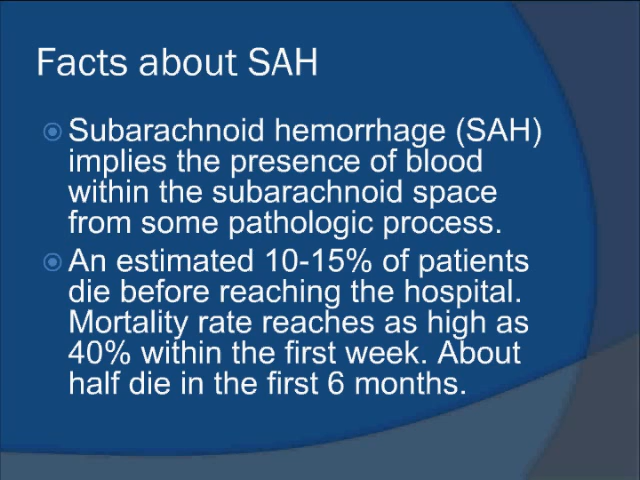 Facts about SAH
Subarachnoid hemorrhage (SAH)
implies the presence of blood
within the subarachnoid space
from some pathologic process.
An estimated 10-15% of patients
die before reaching the hospital.
Mortality rate reaches as high as
40% within the first week. About
half die in the first 6 months.